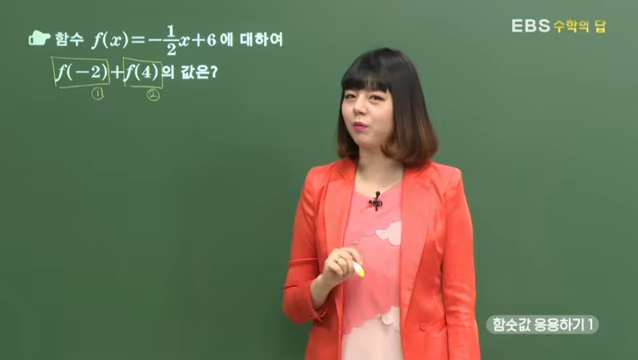 함수 f(x)=-1/2x+6에 대하여
f(-2)+f(4)의 값은?
① ②
EBS 수학의 답
함숫값 응용하기 1